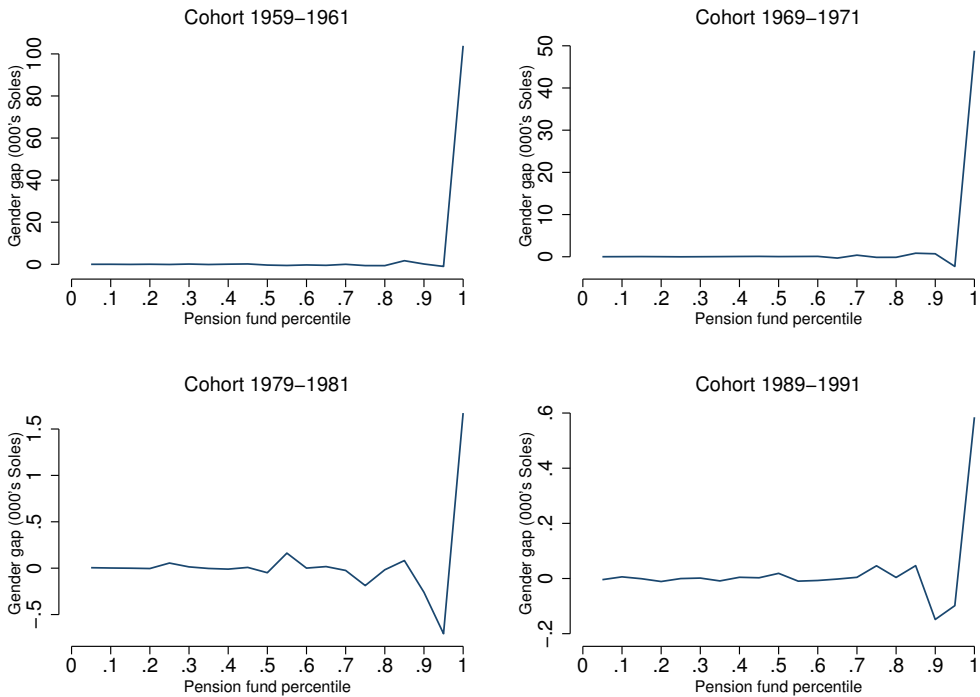 Cohort 1959−1961
Gender gap (000's Soles)
100
80
60
40
20
0
0 .1 .2 .3 .4 .5 .6 .7 .8 .9 1
Pension fund percentile
Cohort 1969−1971
Gender gap (000's Soles)
50
40
30
20
10
0
0 .1 .2 .3 .4 .5 .6 .7 .8 .9 1
Pension fund percentile
Cohort 1979−1981
Gender gap (000's Soles)
1.5
1
.5
0
−.5
0 .1 .2 .3 .4 .5 .6 .7 .8 .9 1
Pension fund percentile
Cohort 1989−1991
Gender gap (000's Soles)
.6
.4
.2
0
−.2
0 .1 .2 .3 .4 .5 .6 .7 .8 .9 1
Pension fund percentile